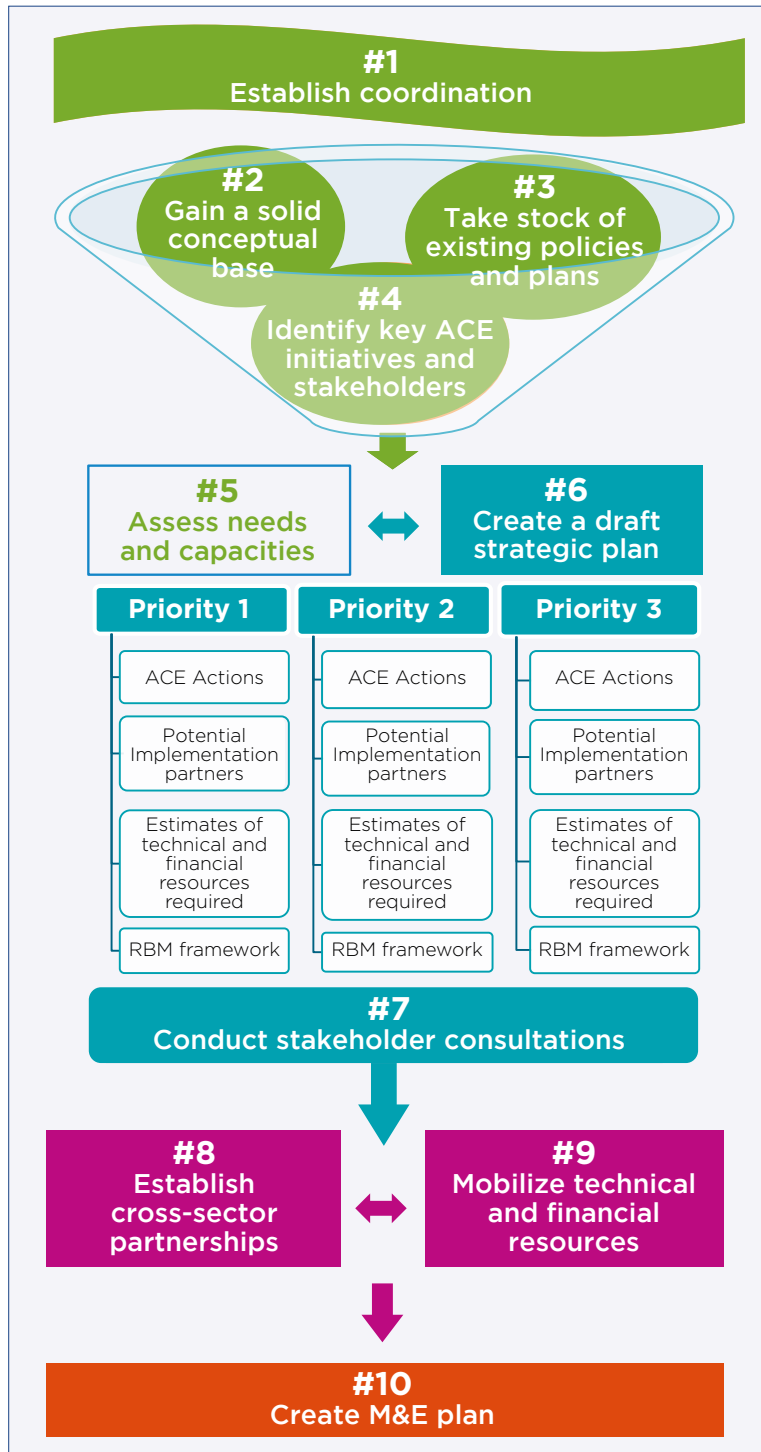 #1
Establish coordination
#2
Gain a solid
conceptual
base
#3
Take stock of
existing policies
and plans
#4
Identify key ACE
initiatives and
stakeholders
#5
Assess needs
and capacities
#6
Create a draft
strategic plan
Priority 1
ACE Actions
Potential
Implementation
partners
Estimates of
technical and
financial
resources
required
RBM framework
Priority 2
ACE Actions
Potential
Implementation
partners
Estimates of
technical and
financial
resources
required
RBM framework
Priority 3
ACE Actions
Potential
Implementation
partners
Estimates of
technical and
financial
resources
required
RBM framework
#7
Conduct stakeholder consultations
#8
Establish
cross-sector
partnerships
#9
Mobilize technical
and financial
resources
#10
Create M&E plan